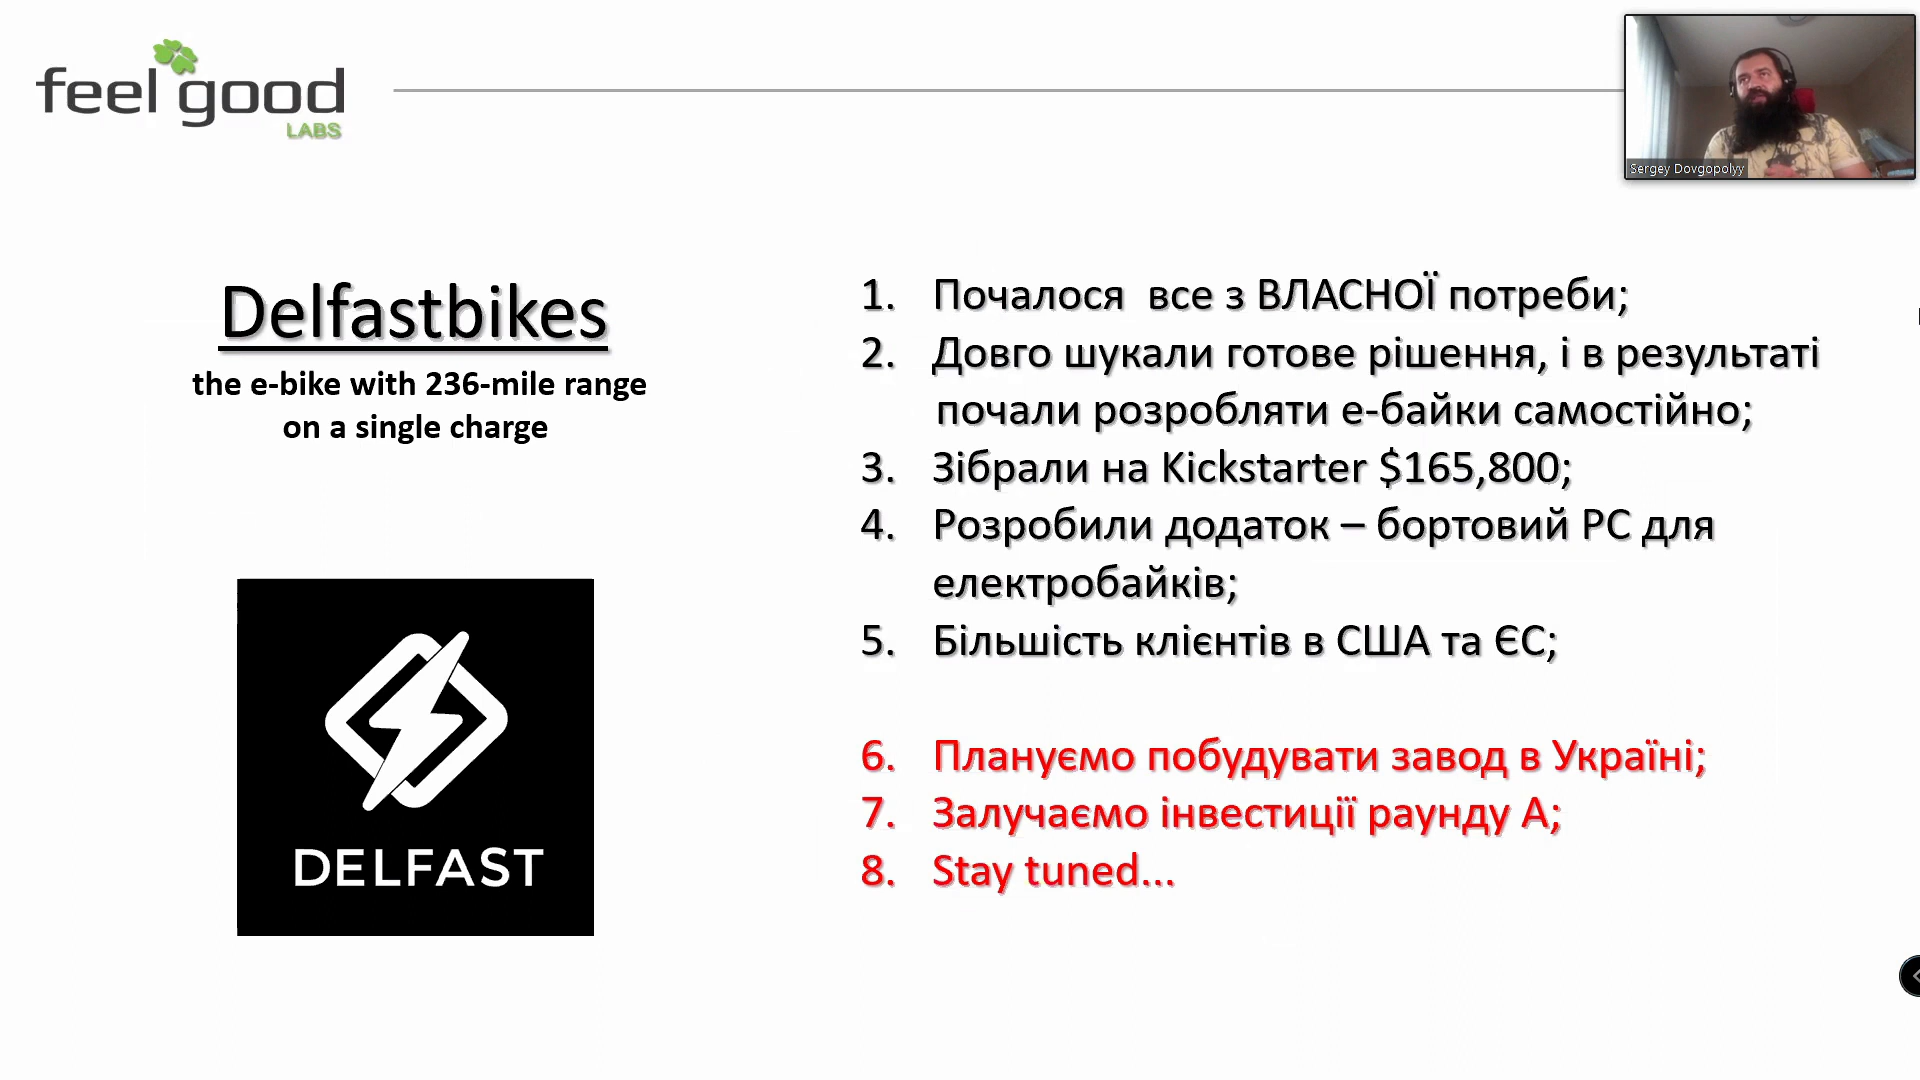 feel good
LABS
Sergey Dovgopolyy
Delfastbikes
the e-bike with 236-mile range
on a single charge
DELFAST
1. Почалося все з ВЛАСНОЇ потреби;
2. Довго шукали готове рішення, і в результаті
почали розробляти е-байки самостійно;
3. Зібрали на Kickstarter $165,800;
4. Розробили додаток – бортовий РС для
електробайків;
5. Більшість клієнтів в США та ЄС;
6. Плануємо побудувати завод в Україні;
7. Залучаємо інвестиції раунду А;
8. Stay tuned...